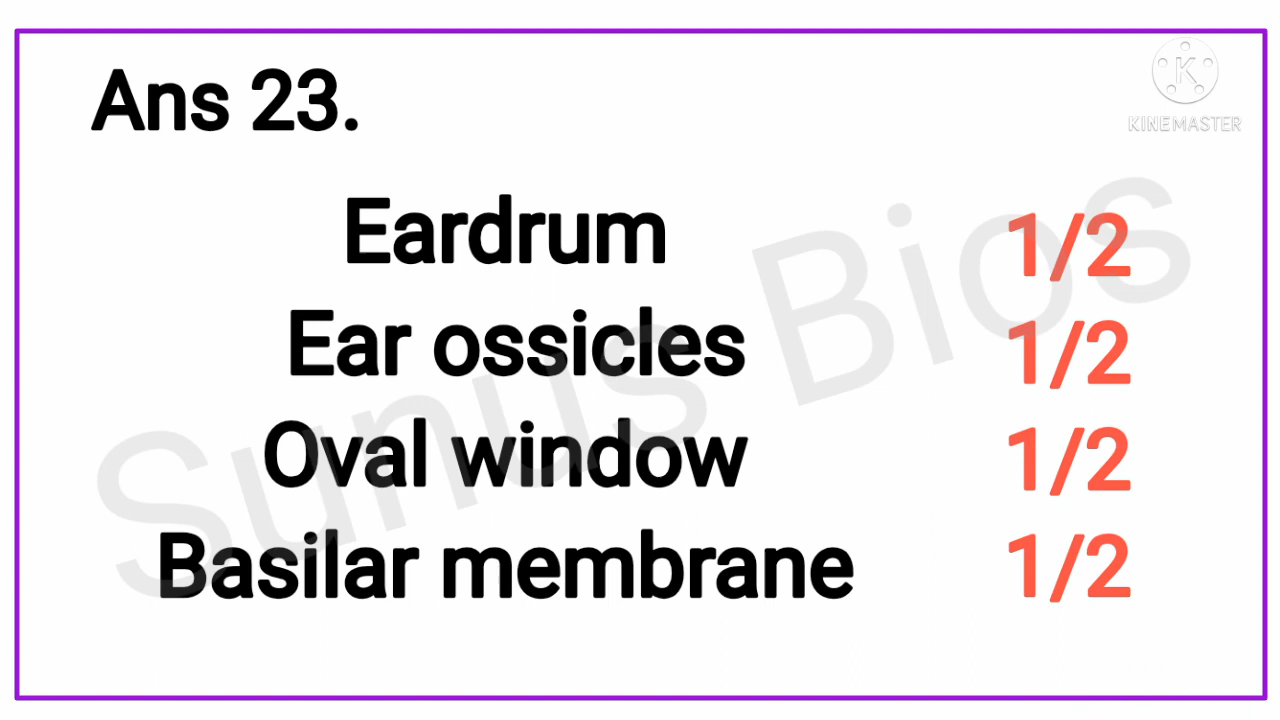 Ans 23.
K
KINEMASTER
Eardrum 1/2
Ear ossicles 1/2
Oval window 1/2
Basilar membrane 1/2
Sunus Bios